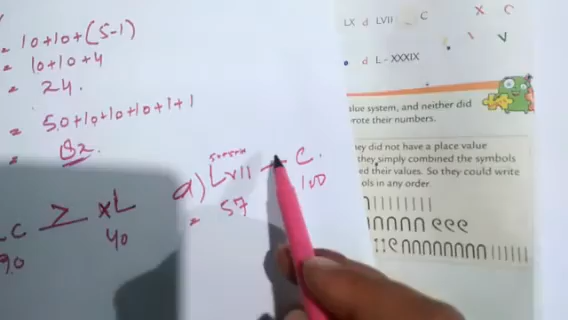 = 10+10+(5-1)
= 10+10+4
= 24.
= 50+10+10+10+1+1
= 82
C > XL
90 40
d) LVII C.
= 57 100
LX d LVII C X C
I V
d L - XXXIX
alue system, and neither did
rote their numbers.
ey did not have a place value
they simply combined the symbols
ed their values. So they could write
ols in any order